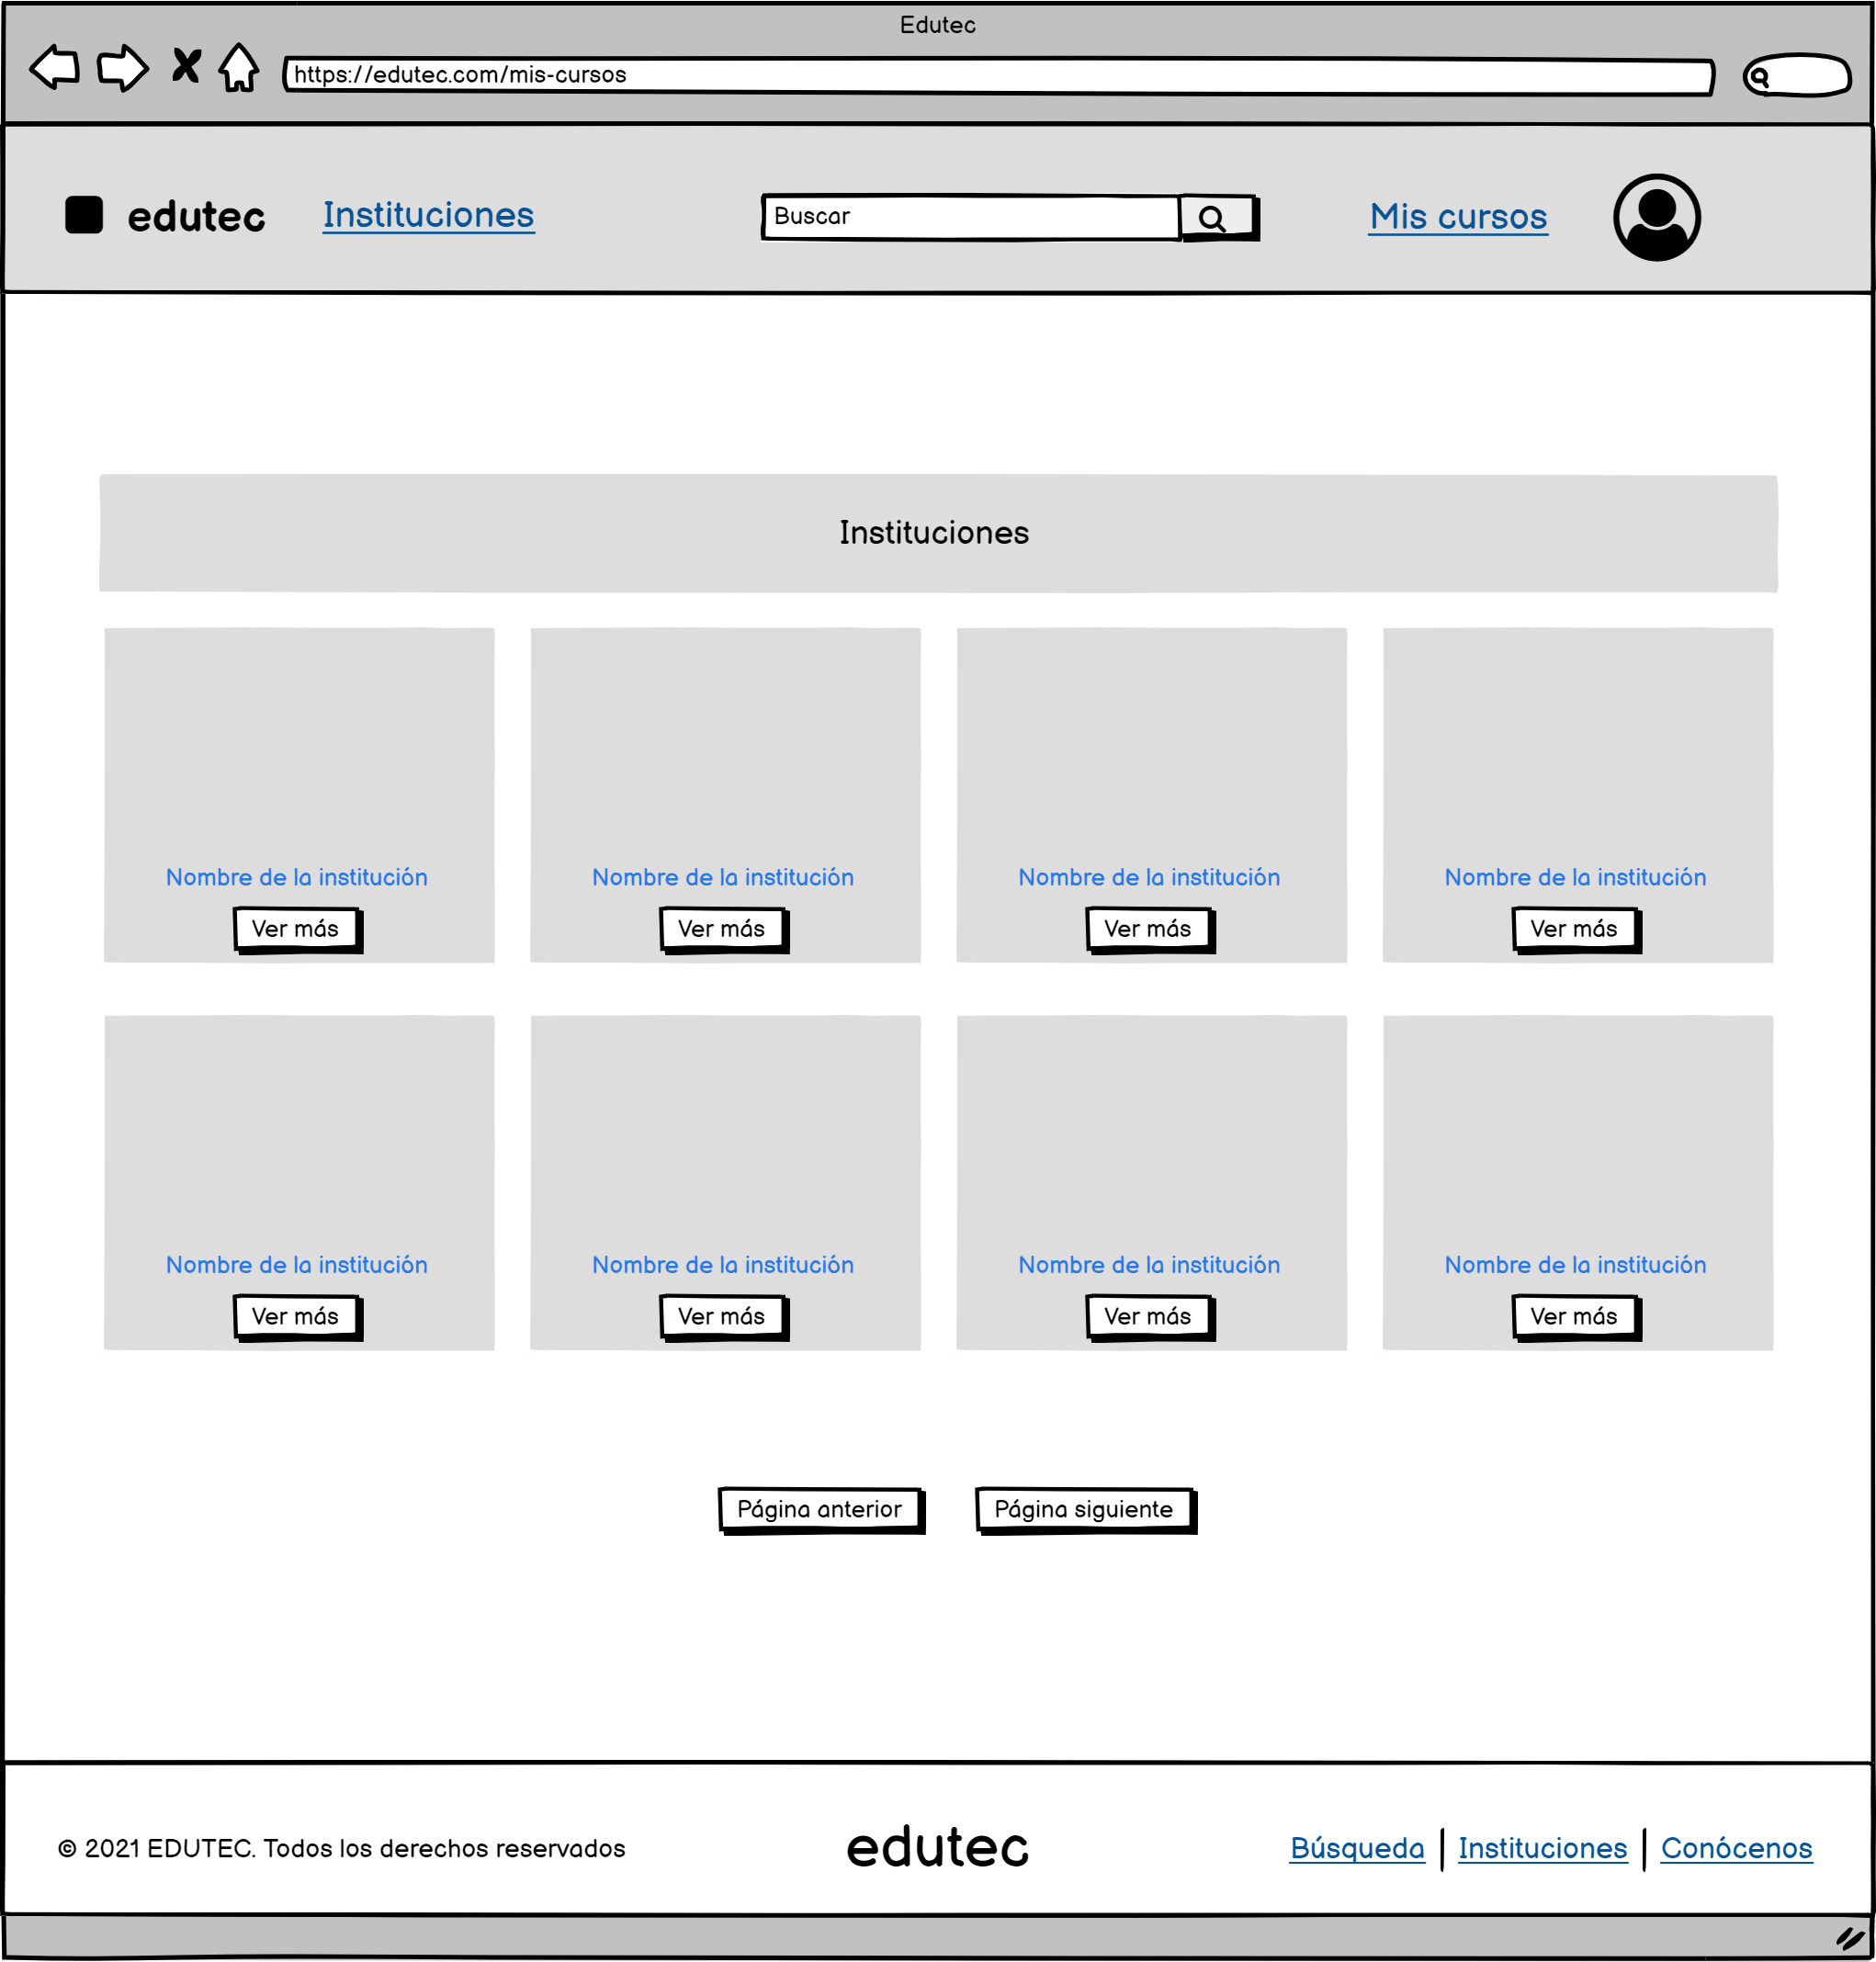 Edutec
https://edutec.com/mis-cursos
edutec Instituciones Buscar Mis cursos
Instituciones
Nombre de la institución Nombre de la institución Nombre de la institución Nombre de la institución
Ver más Ver más Ver más Ver más
Nombre de la institución Nombre de la institución Nombre de la institución Nombre de la institución
Ver más Ver más Ver más Ver más
Página anterior Página siguiente
© 2021 EDUTEC. Todos los derechos reservados edutec Búsqueda | Instituciones | Conócenos